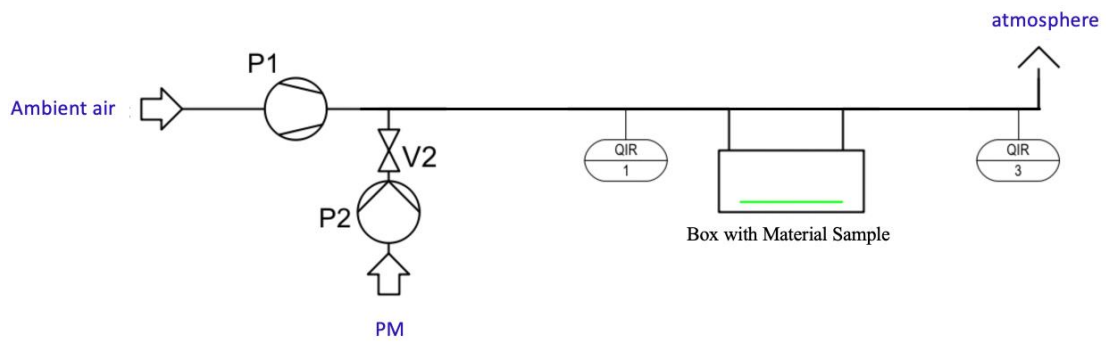 atmosphere
P1
Ambient air
V2
QIR
1
QIR
3
P2
Box with Material Sample
PM